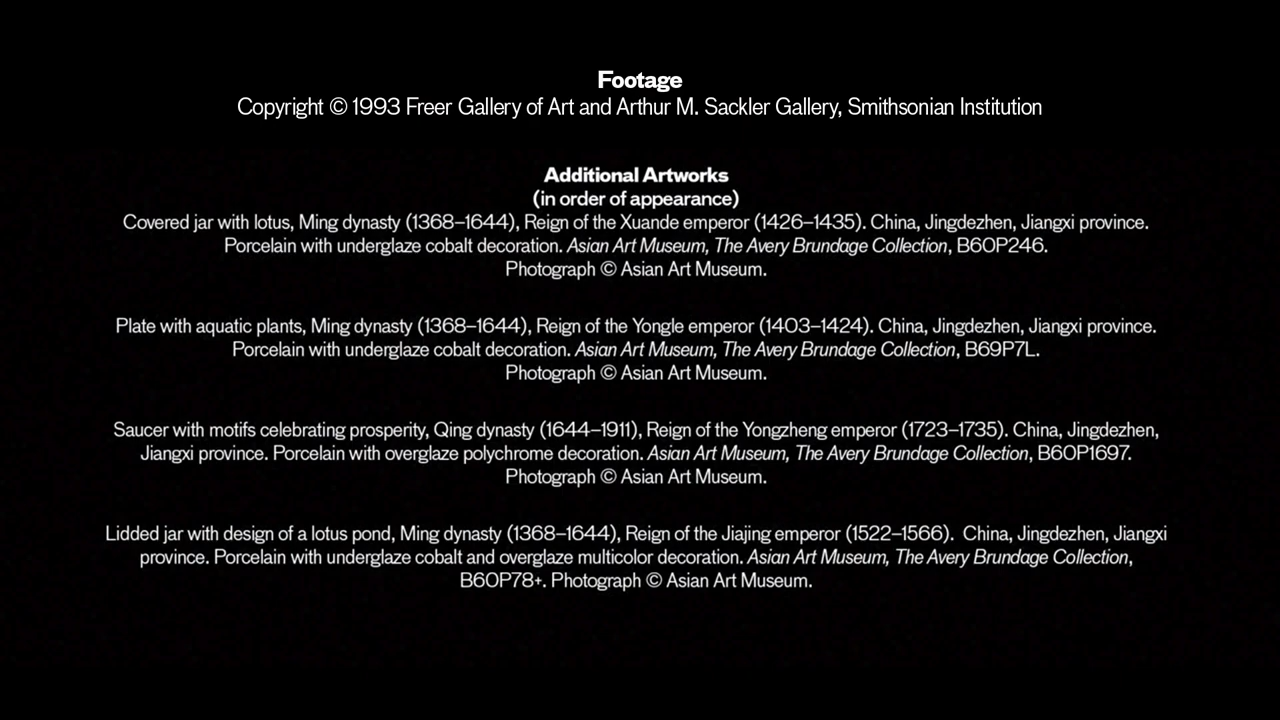 Footage
Copyright © 1993 Freer Gallery of Art and Arthur M. Sackler Gallery, Smithsonian Institution
Additional Artworks
(in order of appearance)
Covered jar with lotus, Ming dynasty (1368–1644), Reign of the Xuande emperor (1426–1435). China, Jingdezhen, Jiangxi province.
Porcelain with underglaze cobalt decoration. Asian Art Museum, The Avery Brundage Collection, B60P246.
Photograph © Asian Art Museum.
Plate with aquatic plants, Ming dynasty (1368–1644), Reign of the Yongle emperor (1403–1424). China, Jingdezhen, Jiangxi province.
Porcelain with underglaze cobalt decoration. Asian Art Museum, The Avery Brundage Collection, B69P7L.
Photograph © Asian Art Museum.
Saucer with motifs celebrating prosperity, Qing dynasty (1644–1911), Reign of the Yongzheng emperor (1723–1735). China, Jingdezhen,
Jiangxi province. Porcelain with overglaze polychrome decoration. Asian Art Museum, The Avery Brundage Collection, B60P1697.
Photograph © Asian Art Museum.
Lidded jar with design of a lotus pond, Ming dynasty (1368–1644), Reign of the Jiajing emperor (1522–1566).  China, Jingdezhen, Jiangxi
province. Porcelain with underglaze cobalt and overglaze multicolor decoration. Asian Art Museum, The Avery Brundage Collection,
B60P78+. Photograph © Asian Art Museum.